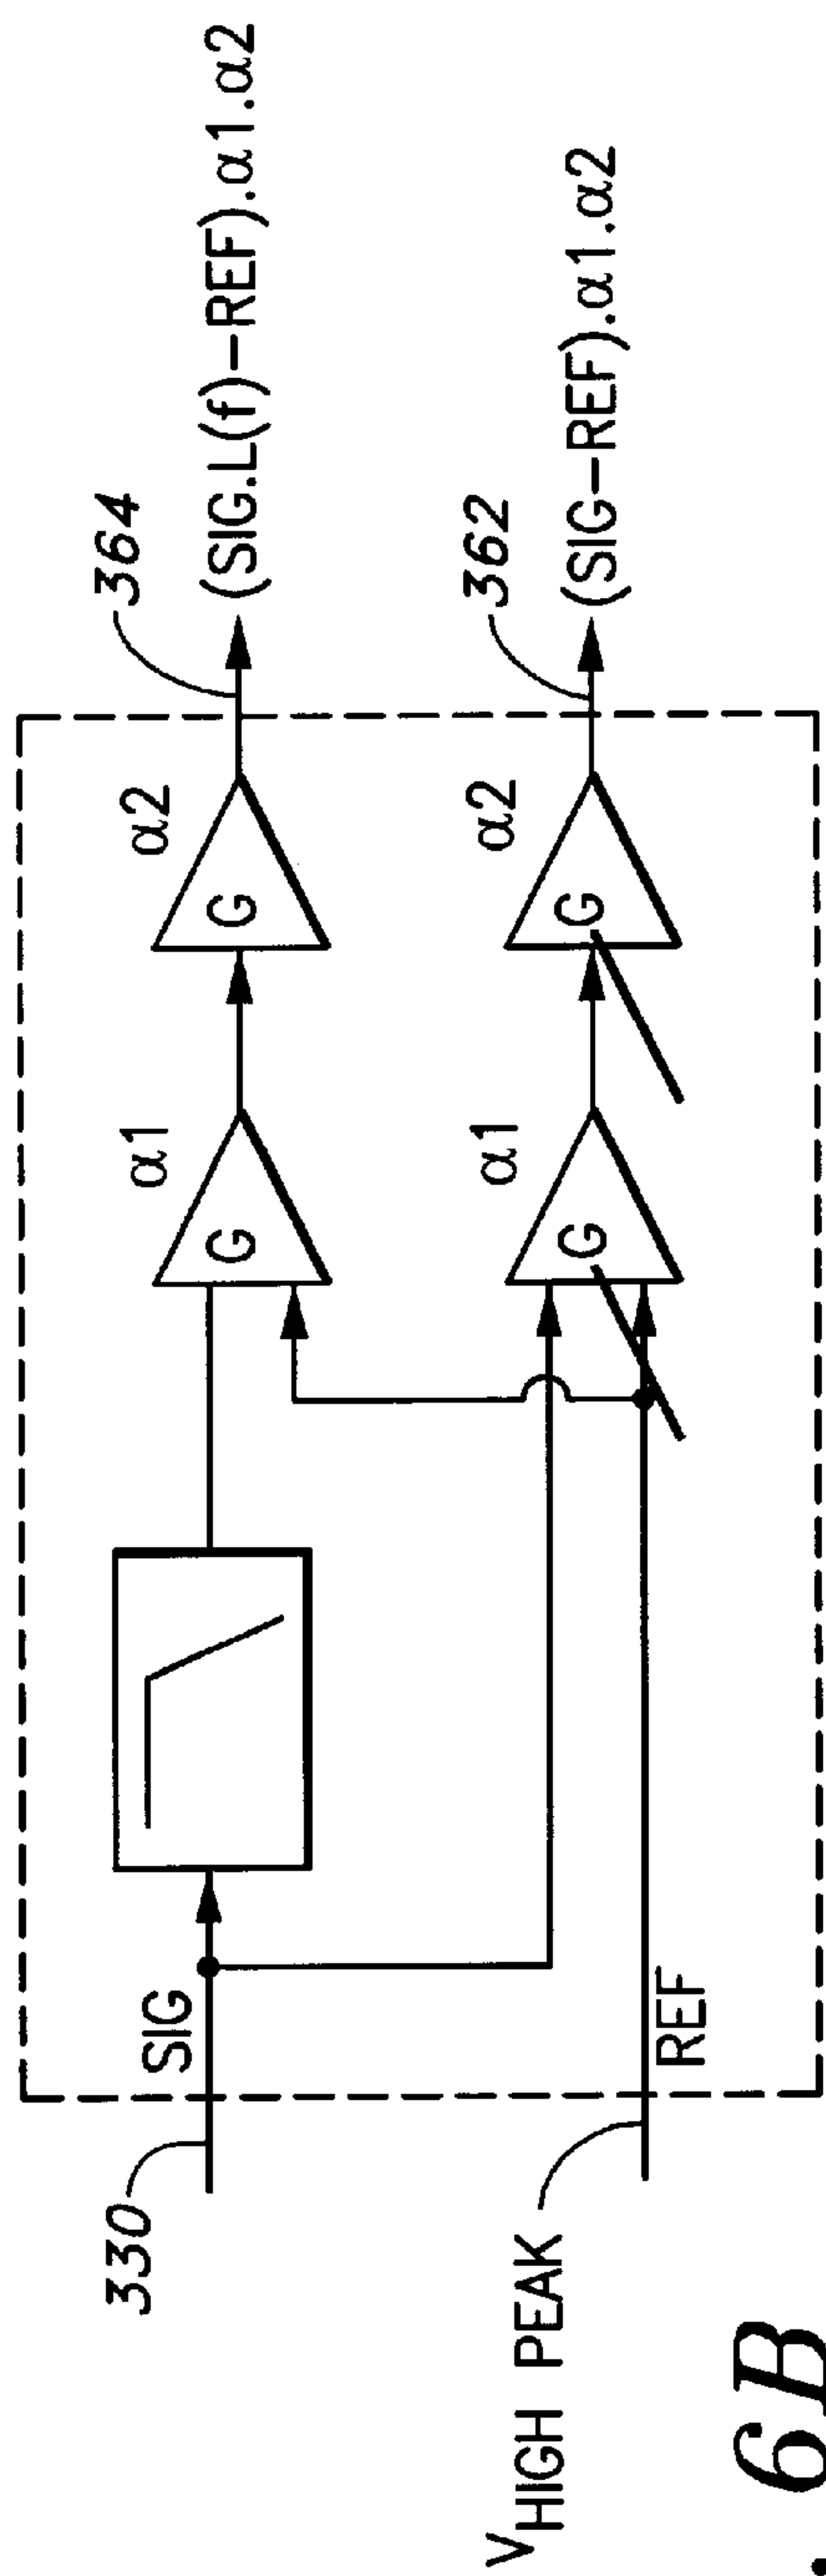 330
SIG
α1
α2
364
(SIG.L(f)–REF).α1.α2
V HIGH PEAK
REF
G
G
α1
α2
G
G
362
(SIG–REF).α1.α2
. 6B